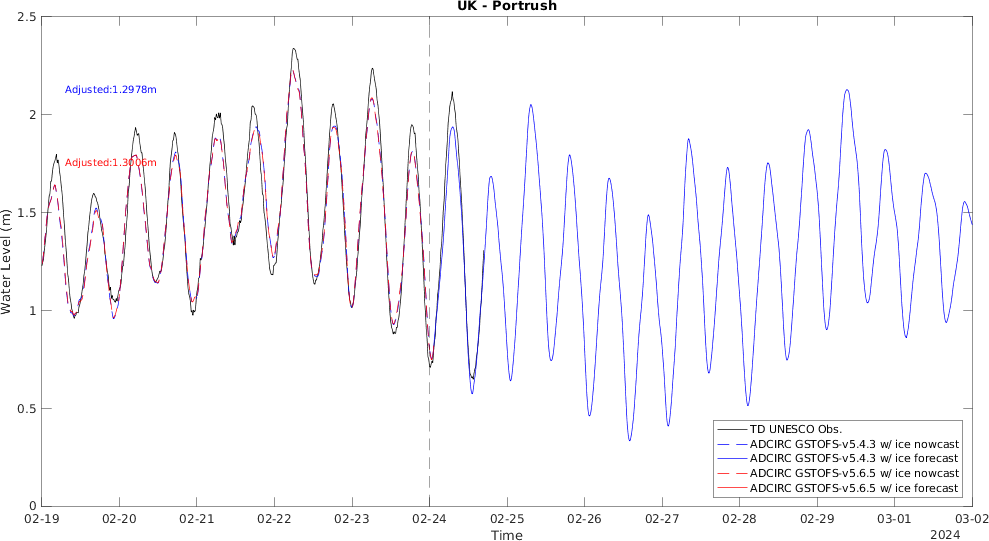 UK - Portrush
2.5
2
1.5
1
0.5
0
Water Level (m)
Adjusted:1.2978m
Adjusted:1.3006m
TD UNESCO Obs.
ADCIRC GSTOFS-v5.4.3 w/ ice nowcast
ADCIRC GSTOFS-v5.4.3 w/ ice forecast
ADCIRC GSTOFS-v5.6.5 w/ ice nowcast
ADCIRC GSTOFS-v5.6.5 w/ ice forecast
02-19 02-20 02-21 02-22 02-23 02-24 02-25 02-26 02-27 02-28 02-29 03-01 03-02
Time
2024